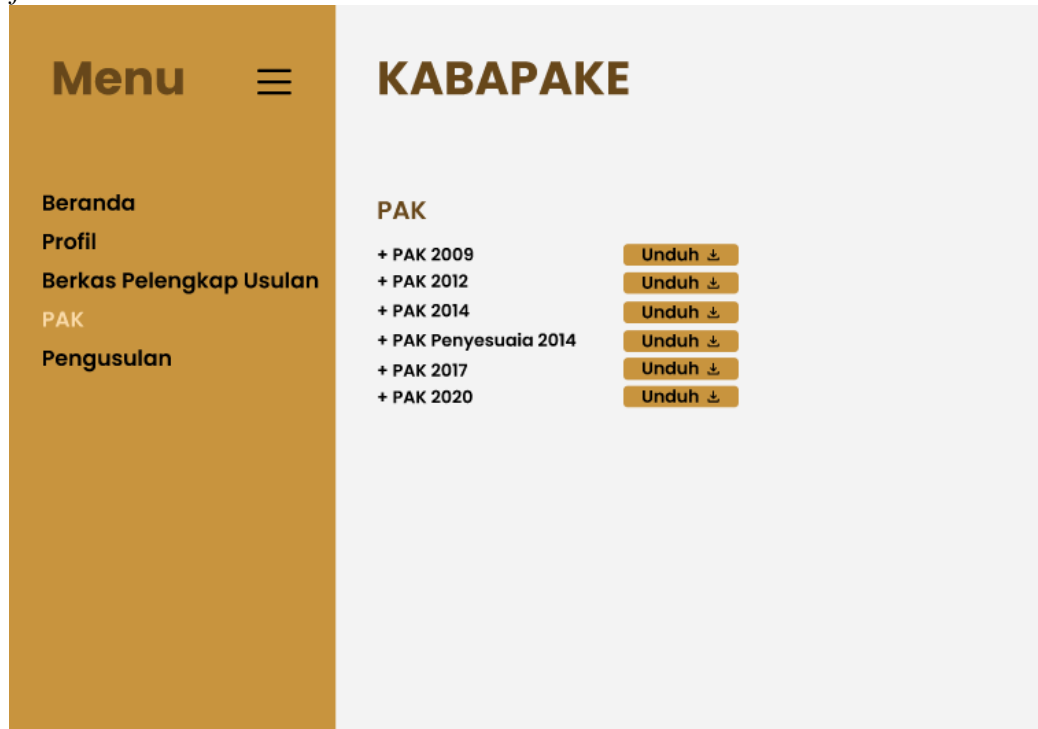 Menu
KABAPAKE
Beranda
Profil
Berkas Pelengkap Usulan
PAK
Pengusulan
PAK
+ PAK 2009 Unduh
+ PAK 2012 Unduh
+ PAK 2014 Unduh
+ PAK Penyesuaia 2014 Unduh
+ PAK 2017 Unduh
+ PAK 2020 Unduh